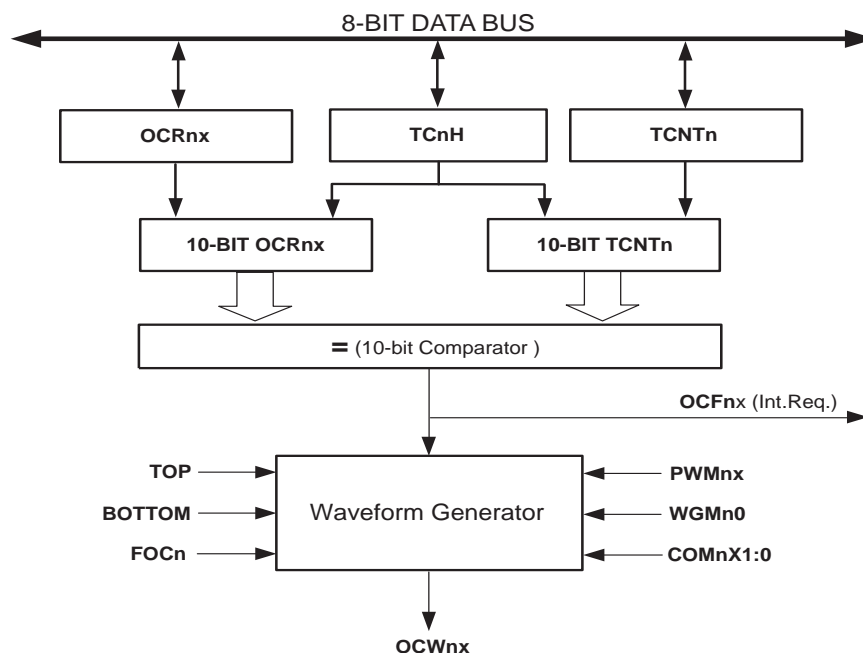 8-BIT DATA BUS
OCRnx
TCnH
TCNTn
10-BIT OCRnx
10-BIT TCNTn
= (10-bit Comparator )
OCFnx (Int.Req.)
TOP
PWMnx
BOTTOM
Waveform Generator
WGMn0
FOCn
COMnX1:0
OCWnx